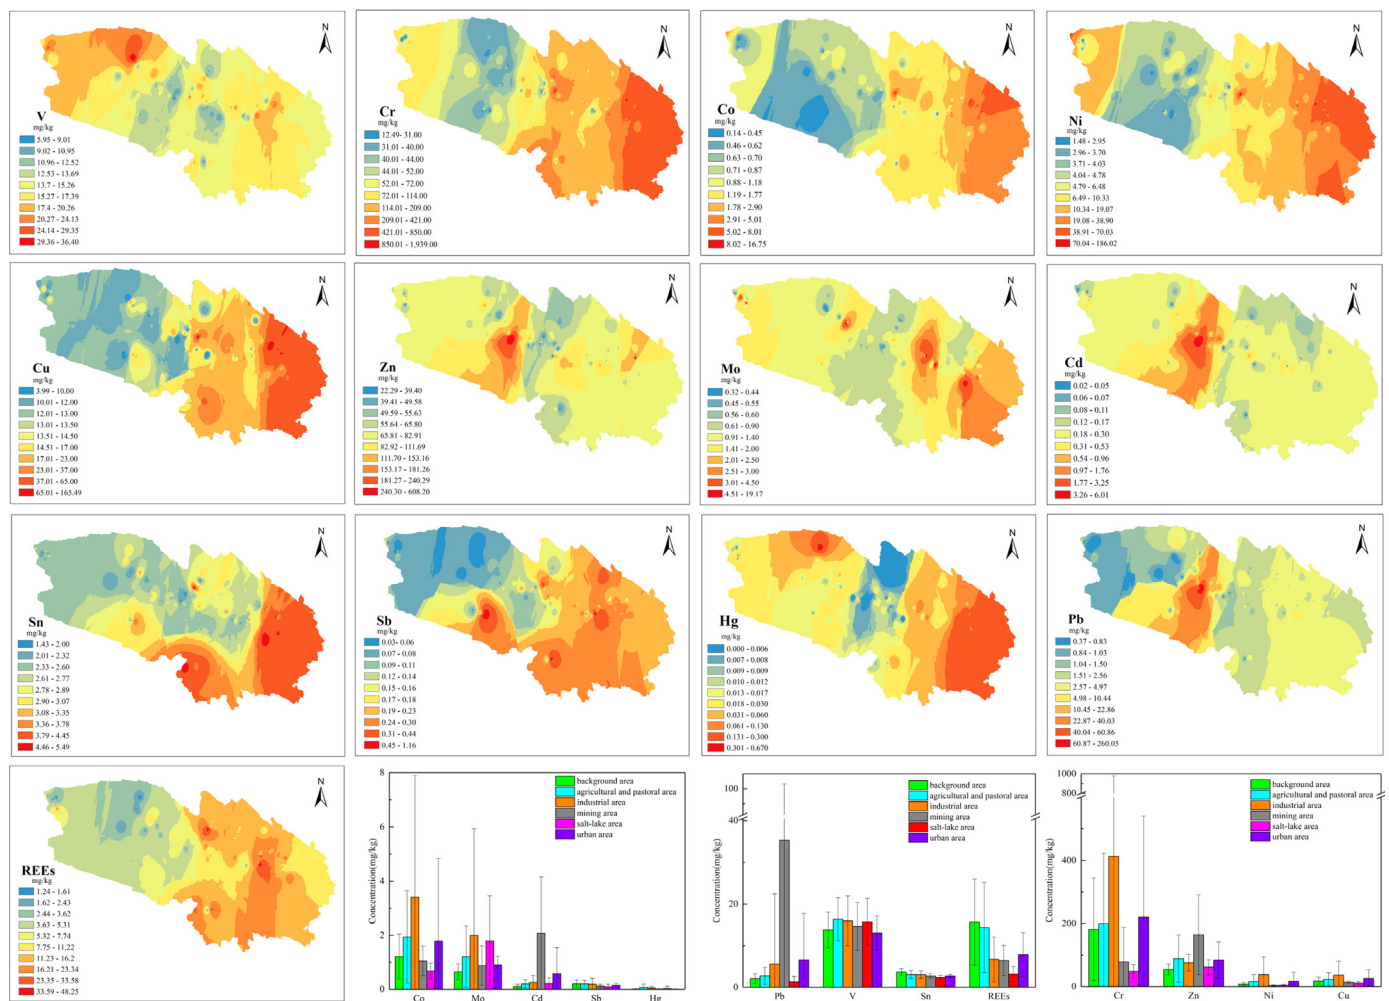 N
V
mg/kg
5.95 - 9.01
9.02 - 10.95
10.96 - 12.52
12.53 - 13.69
13.7 - 15.26
15.27 - 17.39
17.4 - 20.26
20.27 - 24.13
24.14 - 29.35
29.36 - 36.40
N
Cr
mg/kg
12.49- 31.00
31.01 - 40.00
40.01 - 44.00
44.01 - 52.00
52.01 - 72.00
72.01 - 114.00
114.01 - 209.00
209.01 - 421.00
421.01 - 850.00
850.01 - 1,939.00
N
Co
mg/kg
0.14 - 0.45
0.46 - 0.62
0.63 - 0.70
0.71 - 0.87
0.88 - 1.18
1.19 - 1.77
1.78 - 2.90
2.91 - 5.01
5.02 - 8.01
8.02 - 16.75
N
Ni
mg/kg
1.48 - 2.95
2.96 - 3.70
3.71 - 4.03
4.04 - 4.78
4.79 - 6.48
6.49 - 10.33
10.34 - 19.07
19.08 - 38.90
38.91 - 70.03
70.04 - 186.02
N
Cu
mg/kg
3.99 - 10.00
10.01 - 12.00
12.01 - 13.00
13.01 - 13.50
13.51 - 14.50
14.51 - 17.00
17.01 - 23.00
23.01 - 37.00
37.01 - 65.00
65.01 - 165.49
N
Zn
mg/kg
22.29 - 39.40
39.41 - 49.58
49.59 - 55.63
55.64 - 65.80
65.81 - 82.91
82.92 - 111.69
111.70 - 153.16
153.17 - 181.26
181.27 - 240.29
240.30 - 608.20
N
Mo
mg/kg
0.32 - 0.44
0.45 - 0.55
0.56 - 0.60
0.61 - 0.90
0.91 - 1.40
1.41 - 2.00
2.01 - 2.50
2.51 - 3.00
3.01 - 4.50
4.51 - 19.17
N
Cd
mg/kg
0.02 - 0.05
0.06 - 0.07
0.08 - 0.11
0.12 - 0.17
0.18 - 0.30
0.31 - 0.53
0.54 - 0.96
0.97 - 1.76
1.77 - 3.25
3.26 - 6.01
N
Sn
mg/kg
1.43 - 2.00
2.01 - 2.32
2.33 - 2.60
2.61 - 2.77
2.78 - 2.89
2.90 - 3.07
3.08 - 3.35
3.36 - 3.78
3.79 - 4.45
4.46 - 5.49
N
Sb
mg/kg
0.03 - 0.06
0.07 - 0.08
0.09 - 0.11
0.12 - 0.14
0.15 - 0.16
0.17 - 0.18
0.19 - 0.23
0.24 - 0.30
0.31 - 0.44
0.45 - 1.16
N
Hg
mg/kg
0.000 - 0.006
0.007 - 0.008
0.009 - 0.009
0.010 - 0.012
0.013 - 0.017
0.018 - 0.030
0.031 - 0.060
0.061 - 0.130
0.131 - 0.300
0.301 - 0.670
N
Pb
mg/kg
0.37 - 0.83
0.84 - 1.03
1.04 - 1.50
1.51 - 2.56
2.57 - 4.97
4.98 - 10.44
10.45 - 22.86
22.87 - 40.03
40.04 - 60.86
60.87 - 260.05
N
REEs
mg/kg
1.24 - 1.61
1.62 - 2.43
2.44 - 3.62
3.63 - 5.31
5.32 - 7.74
7.75 - 11.22
11.23 - 16.2
16.21 - 23.34
23.35 - 33.58
33.59 - 48.25
Concentration(mg/kg)
8
6
4
2
0
background area
agricultural and pastoral area
industrial area
mining area
salt-lake area
urban area
Co Mo Cd Sb Hg
Concentration(mg/kg)
100
40
20
0
background area
agricultural and pastoral area
industrial area
mining area
salt-lake area
urban area
Pb V Sn REEs
Concentration(mg/kg)
1000
800
400
200
0
background area
agricultural and pastoral area
industrial area
mining area
salt-lake area
urban area
Cr Zn Ni Cu